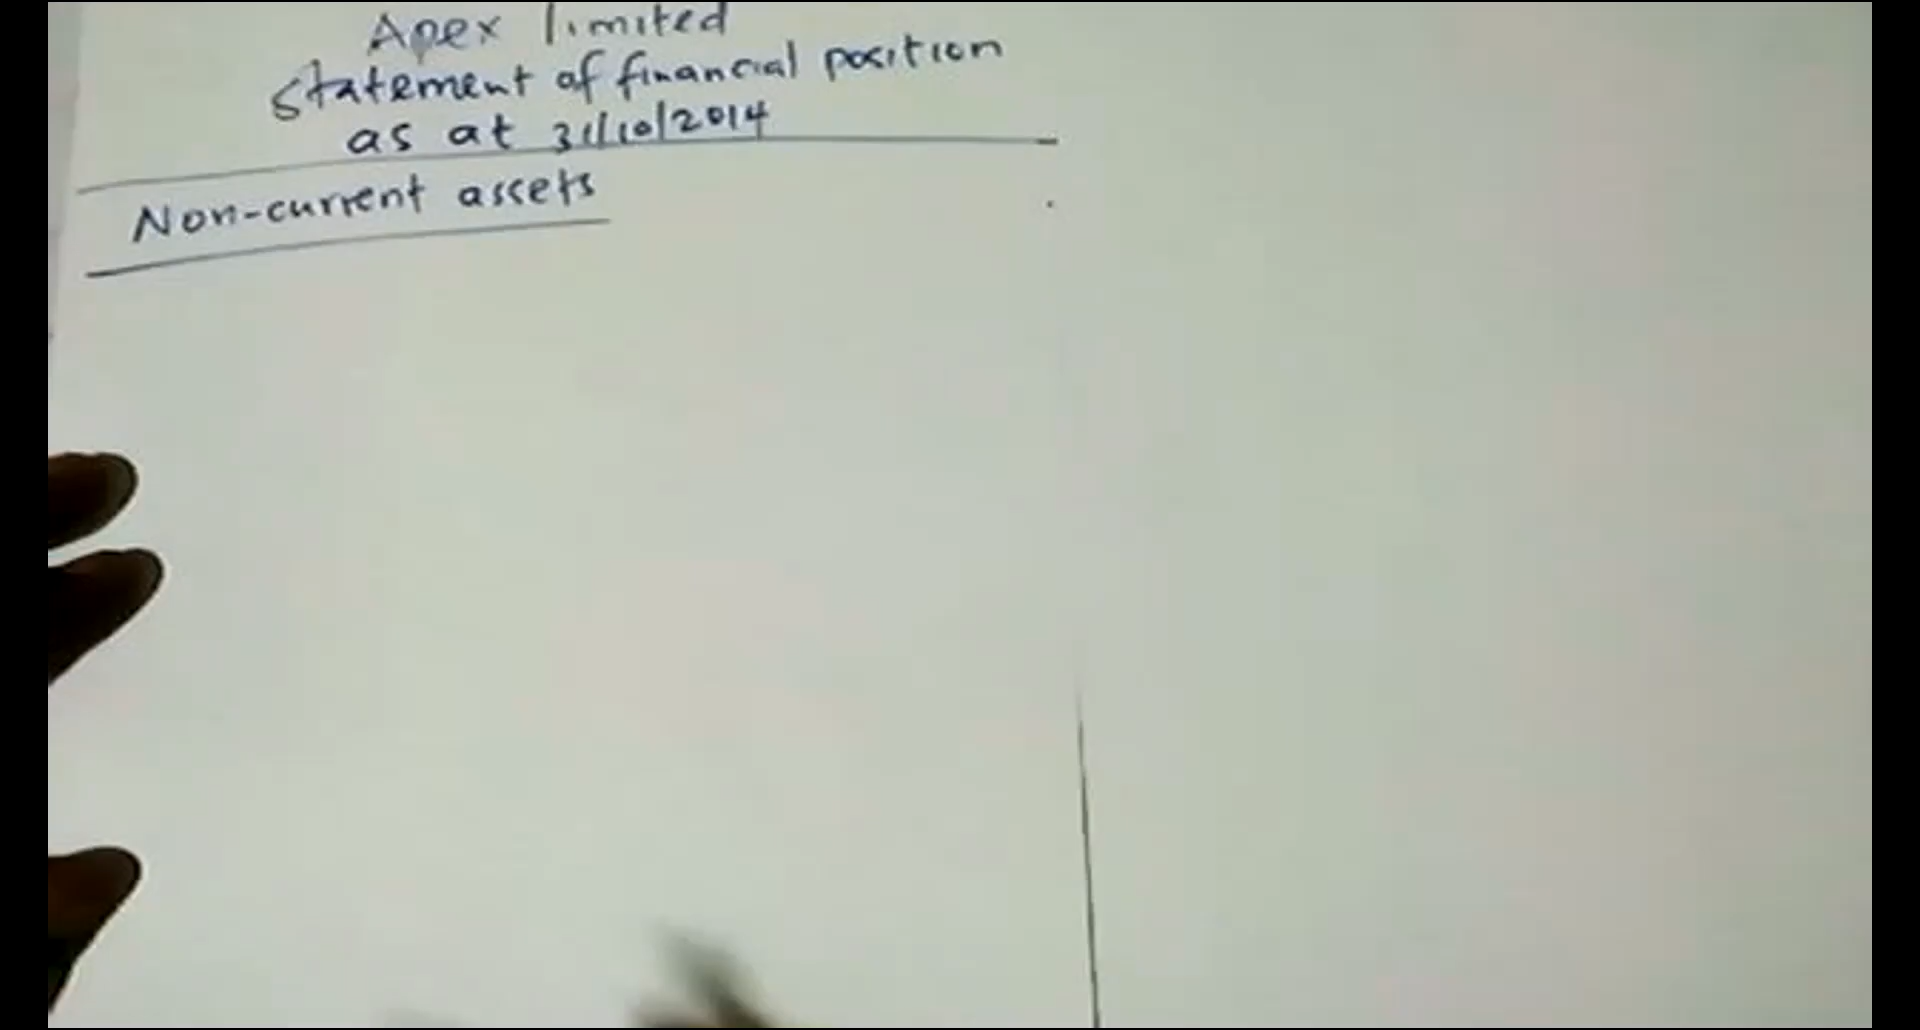 Apex limited
Statement of financial position
as at 31/10/2014
Non-current assets